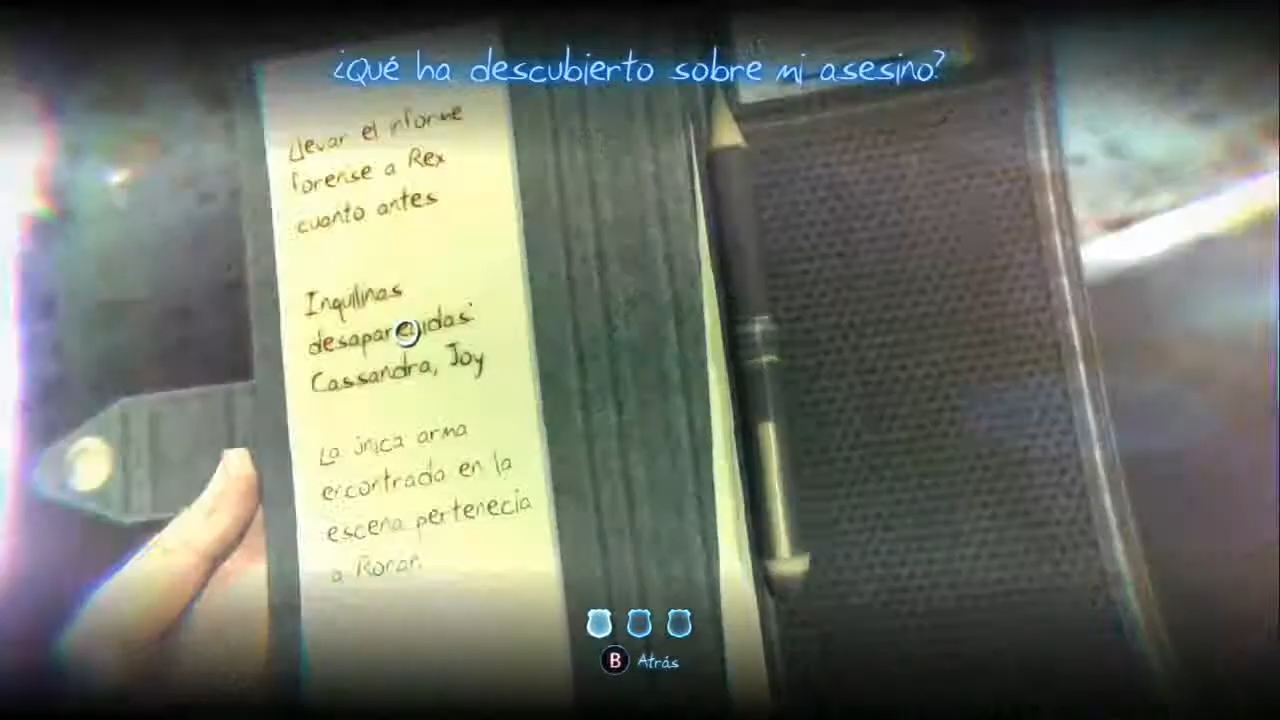 ¿Qué ha descubierto sobre mi asesino?
Llevar el informe
forense a Rex
cuanto antes
Inquilinas
desaparecidas:
Cassandra, Joy
La única arma
encontrada en la
escena pertenecía
a Ronan.
B Atrás